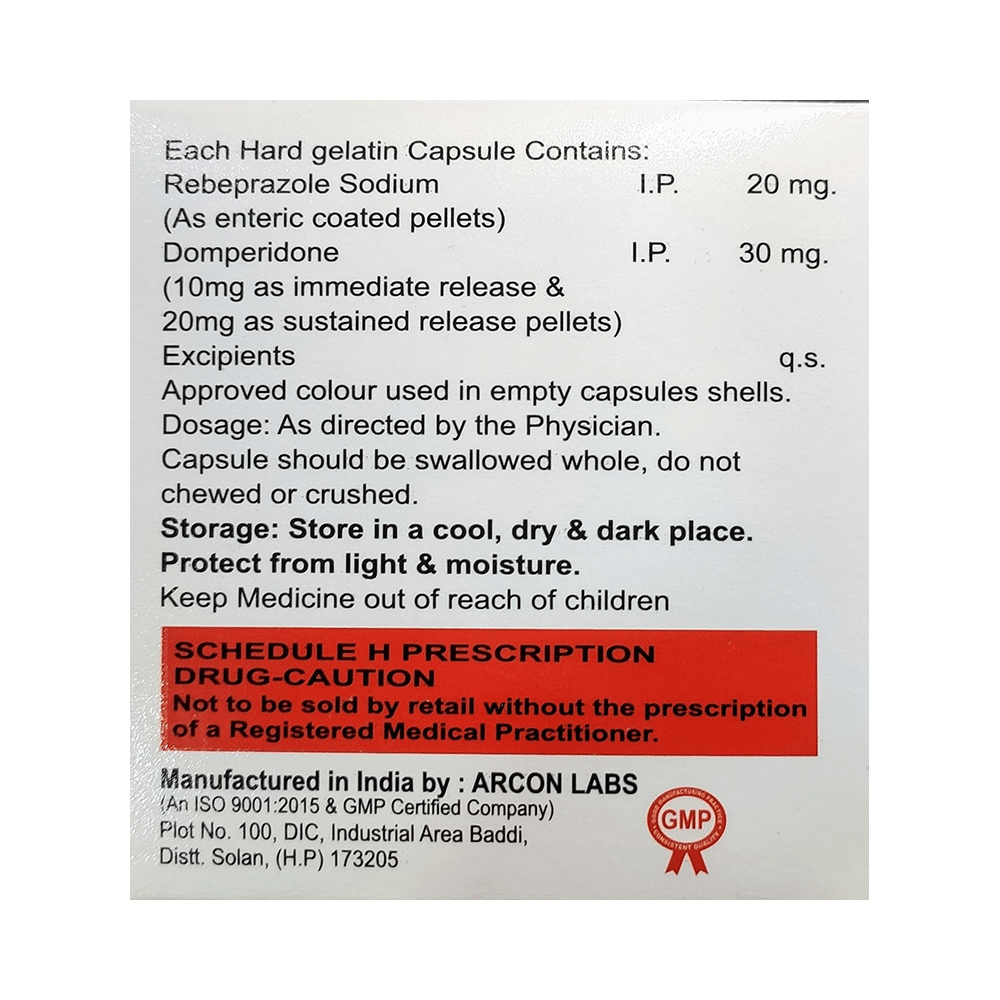 Each Hard gelatin Capsule Contains:
Rebeprazole Sodium I.P. 20 mg.
(As enteric coated pellets)
Domperidone I.P. 30 mg.
(10mg as immediate release &
20mg as sustained release pellets)
Excipients q.s.
Approved colour used in empty capsules shells.
Dosage: As directed by the Physician.
Capsule should be swallowed whole, do not
chewed or crushed.
Storage: Store in a cool, dry & dark place.
Protect from light & moisture.
Keep Medicine out of reach of children
SCHEDULE H PRESCRIPTION
DRUG-CAUTION
Not to be sold by retail without the prescription
of a Registered Medical Practitioner.
Manufactured in India by : ARCON LABS
(An ISO 9001:2015 & GMP Certified Company)
Plot No. 100, DIC, Industrial Area Baddi,
Distt. Solan, (H.P) 173205
GOOD MANUFACTURING PRACTICE
GMP
CONSISTENT QUALITY